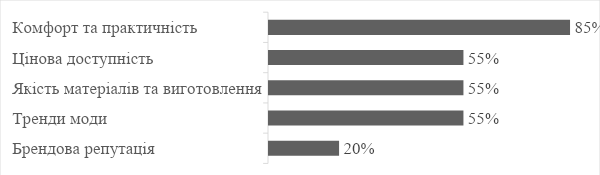 Комфорт та практичність 85%
Цінова доступність 55%
Якість матеріалів та виготовлення 55%
Тренди моди 55%
Брендова репутація 20%